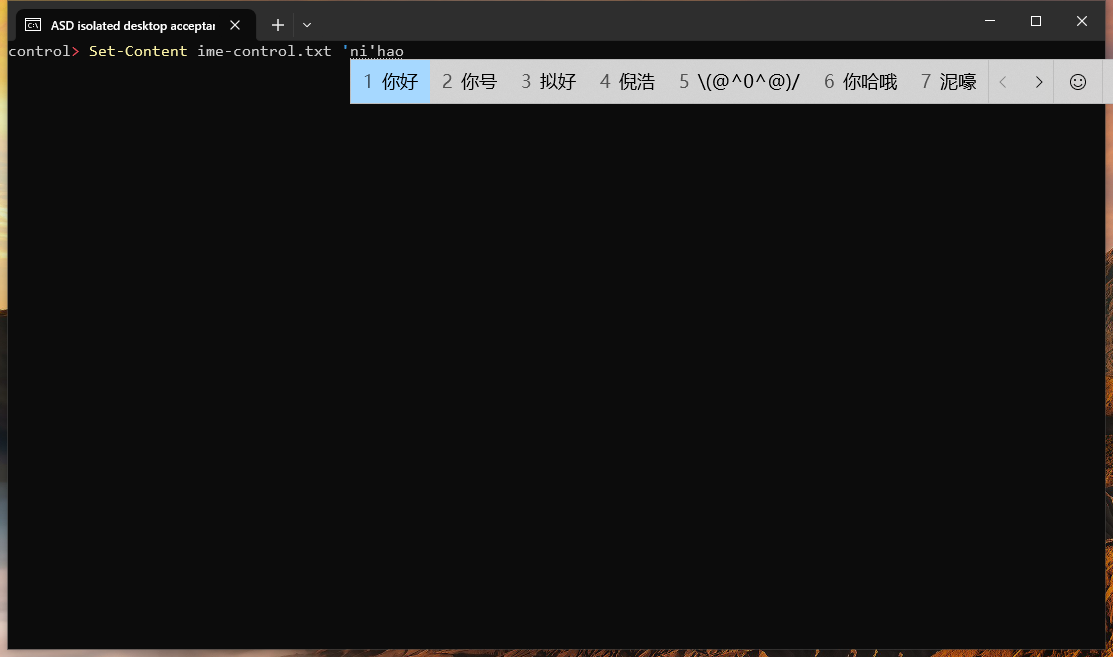 ASD isolated desktop acceptar
control> Set-Content ime-control.txt 'ni'hao
1 你好 2 你号 3 拟好 4 倪浩 5 \(@^0^@)/ 6 你哈哦 7 泥嚎